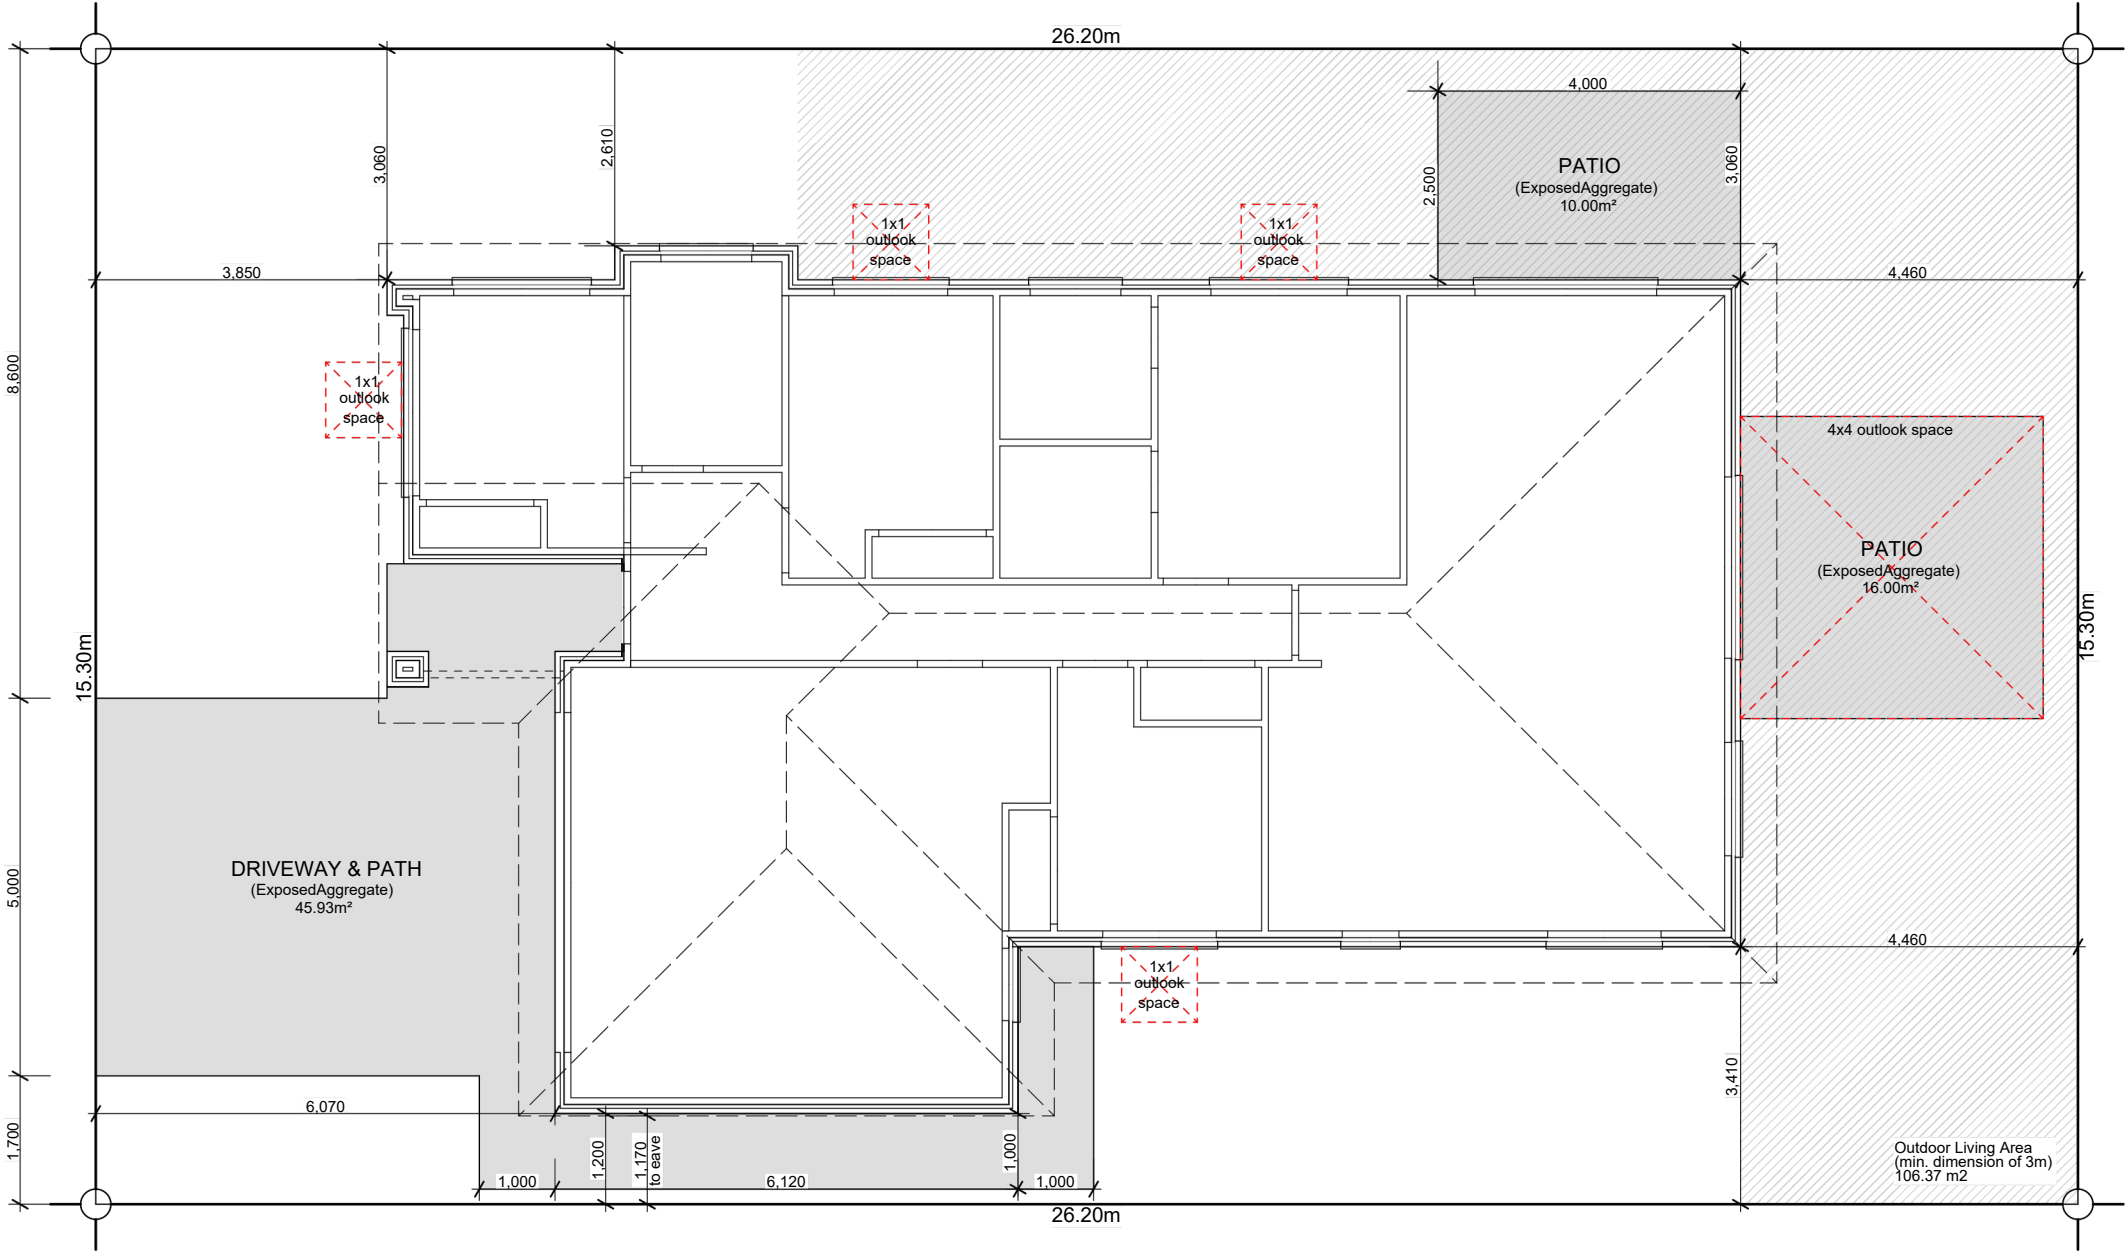 26.20m
4,000
3,060
2,610
2,500
3,060
PATIO
(ExposedAggregate)
10.00m²
1x1
outlook
space
1x1
outlook
space
3,850
4,460
8,600
1x1
outlook
space
4x4 outlook space
PATIO
(ExposedAggregate)
16.00m²
15.30m
15.30m
DRIVEWAY & PATH
(ExposedAggregate)
45.93m²
5,000
4,460
1x1
outlook
space
3,410
6,070
1,700
1,200
1,170
to eave
1,000
Outdoor Living Area
(min. dimension of 3m)
106.37 m2
1,000
6,120
1,000
26.20m